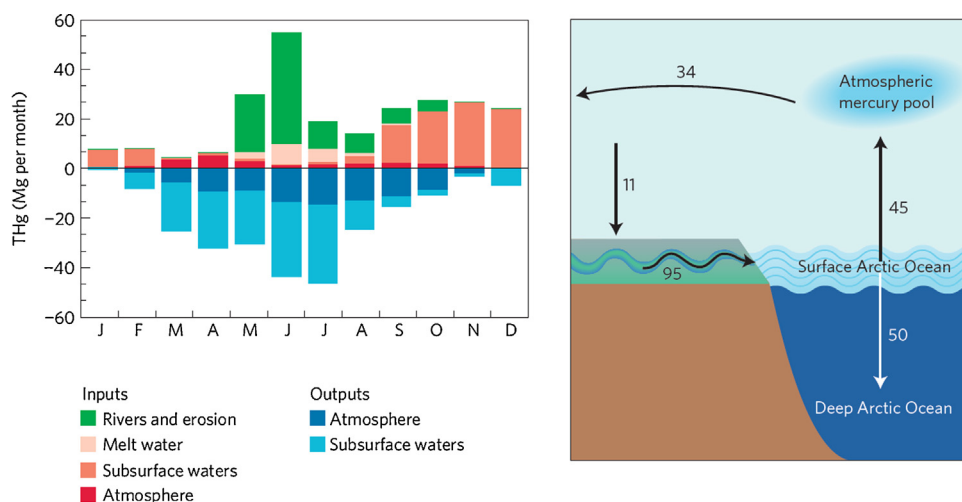 60
40
20
0
−20
−40
−60
THg (Mg per month)
J F M A M J J A S O N D
Inputs
Rivers and erosion
Melt water
Subsurface waters
Atmosphere
Outputs
Atmosphere
Subsurface waters
34
Atmospheric
mercury pool
11
45
95
Surface Arctic Ocean
50
Deep Arctic Ocean